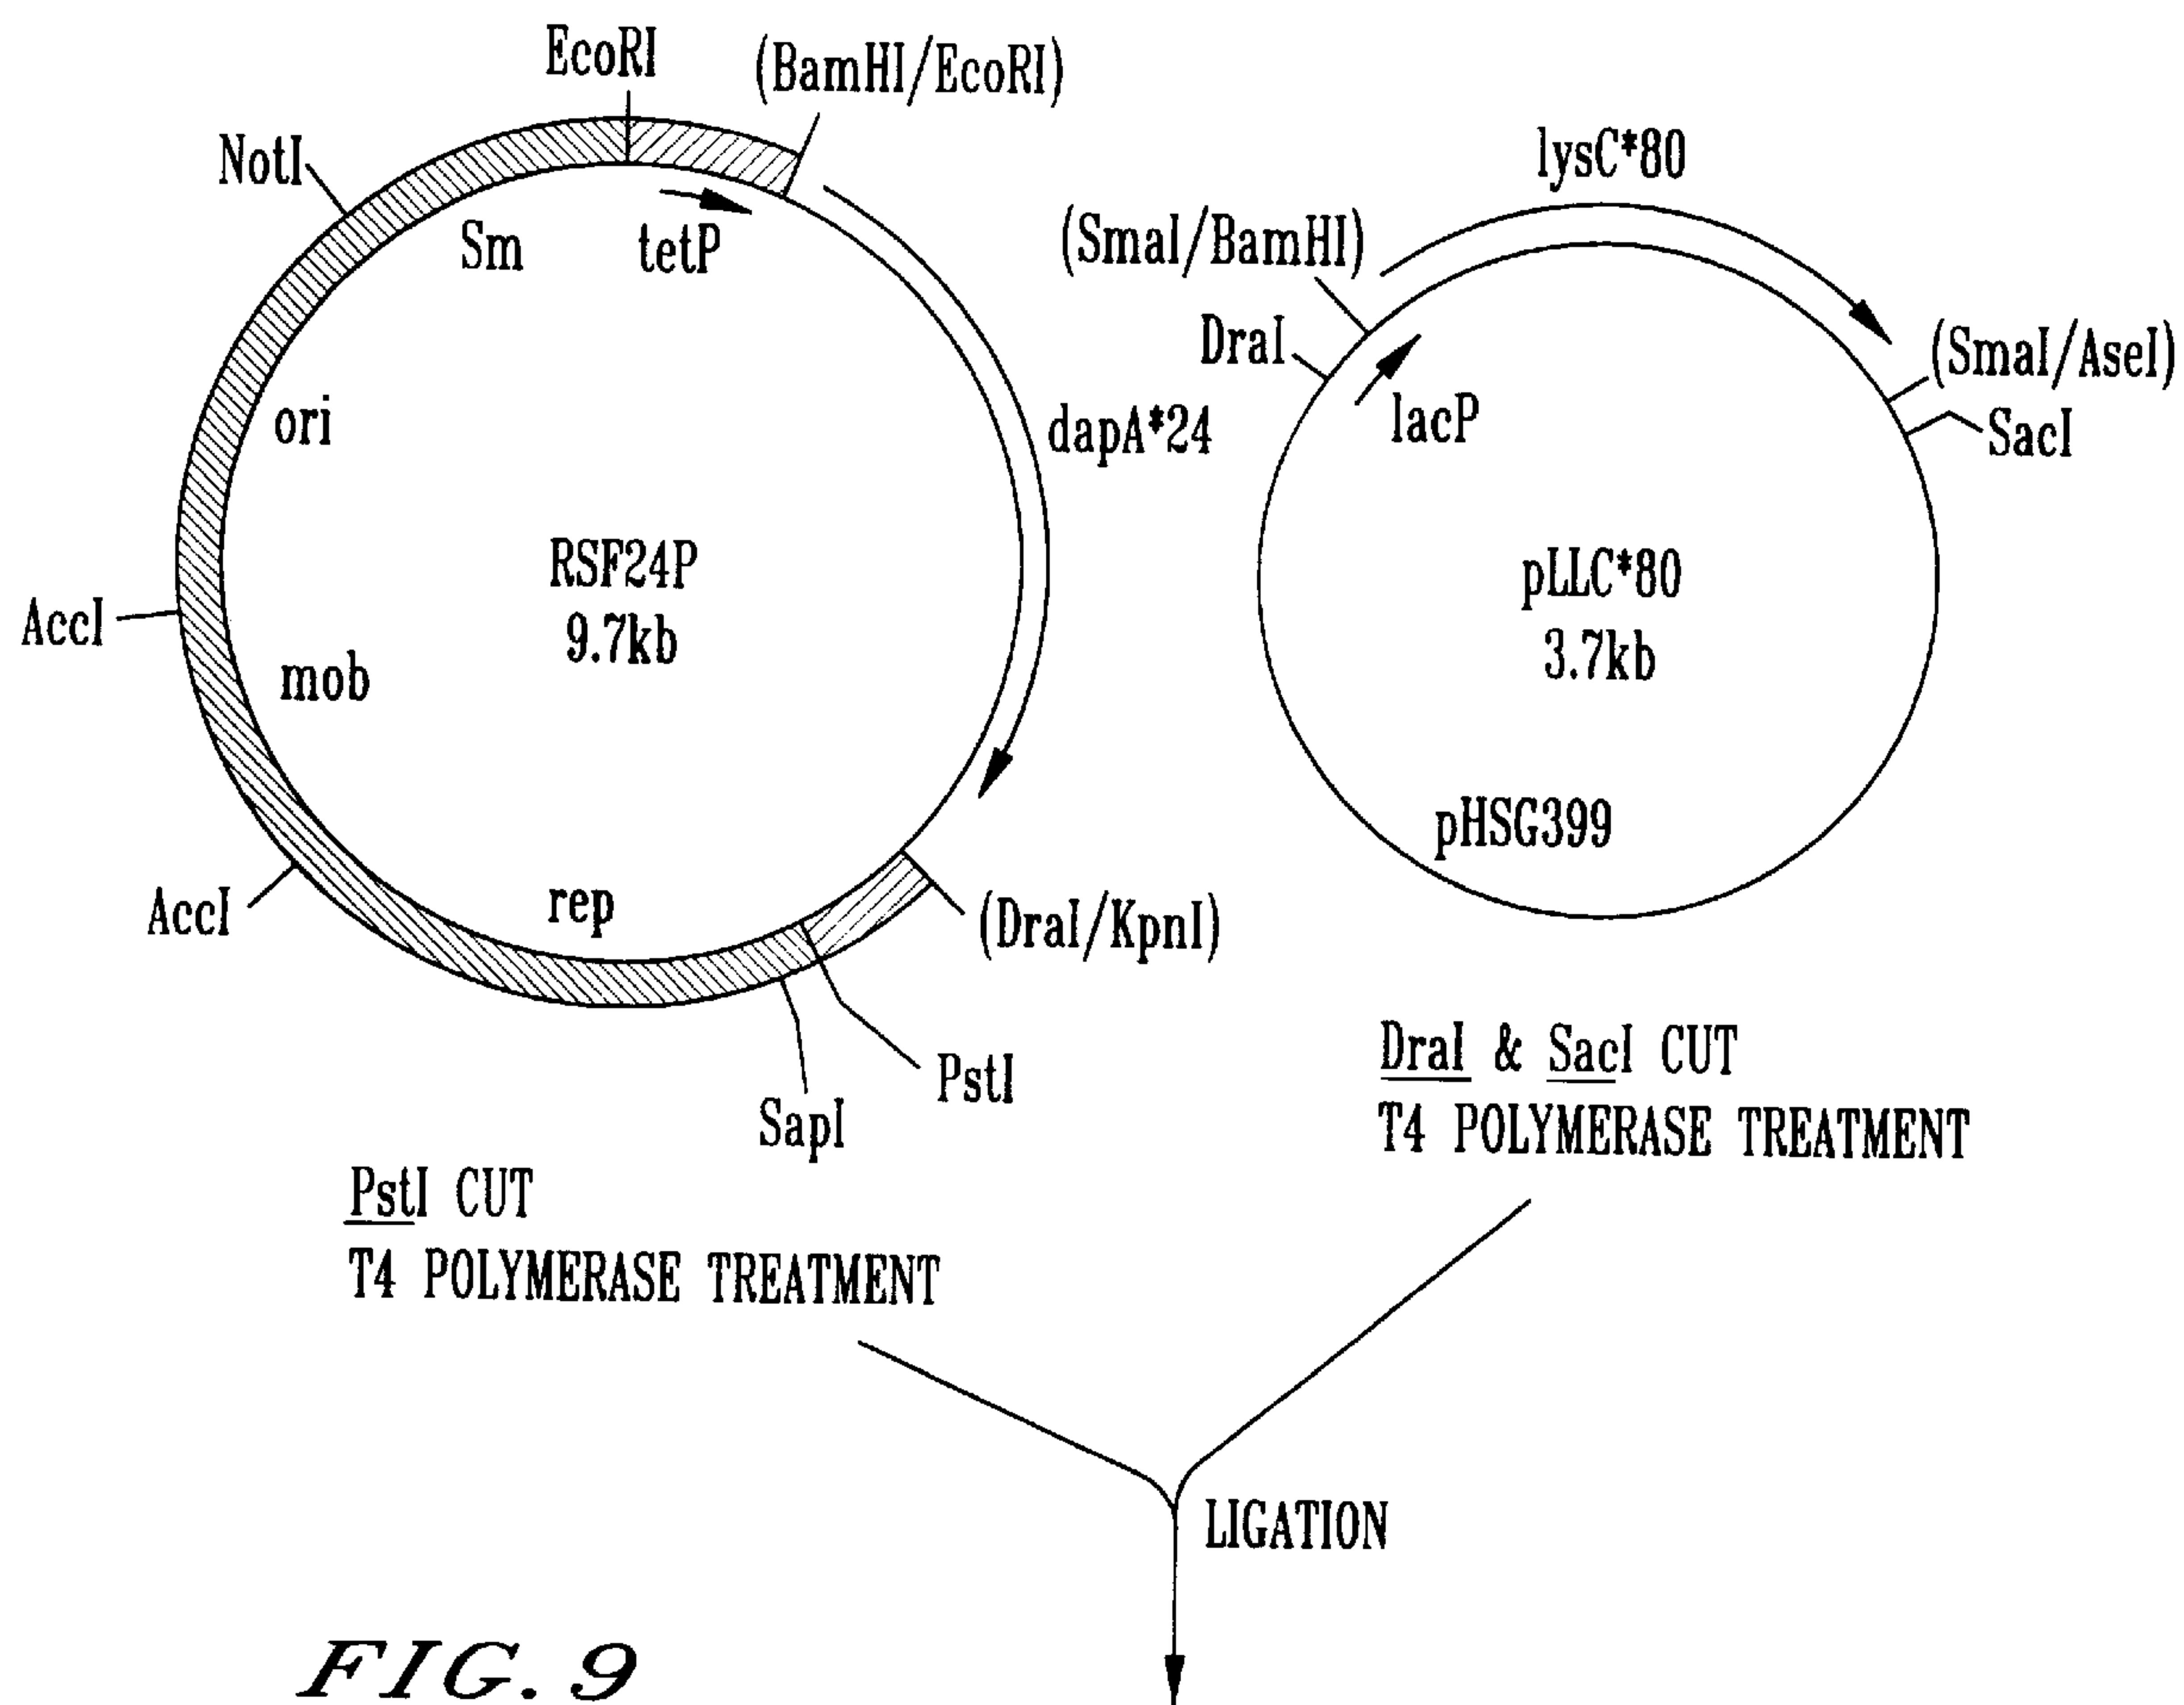 EcoRI
(BamHI/EcoRI)
NotI
Sm
tetP
ori
dapA*24
RSF24P
9.7kb
AccI
mob
AccI
rep
(DraI/KpnI)
PstI
SapI
lysC*80
(SmaI/BamHI)
DraI
lacP
(SmaI/AseI)
SacI
pLLC*80
3.7kb
pHSG399
PstI CUT
T4 POLYMERASE TREATMENT
DraI & SacI CUT
T4 POLYMERASE TREATMENT
LIGATION
FIG. 9